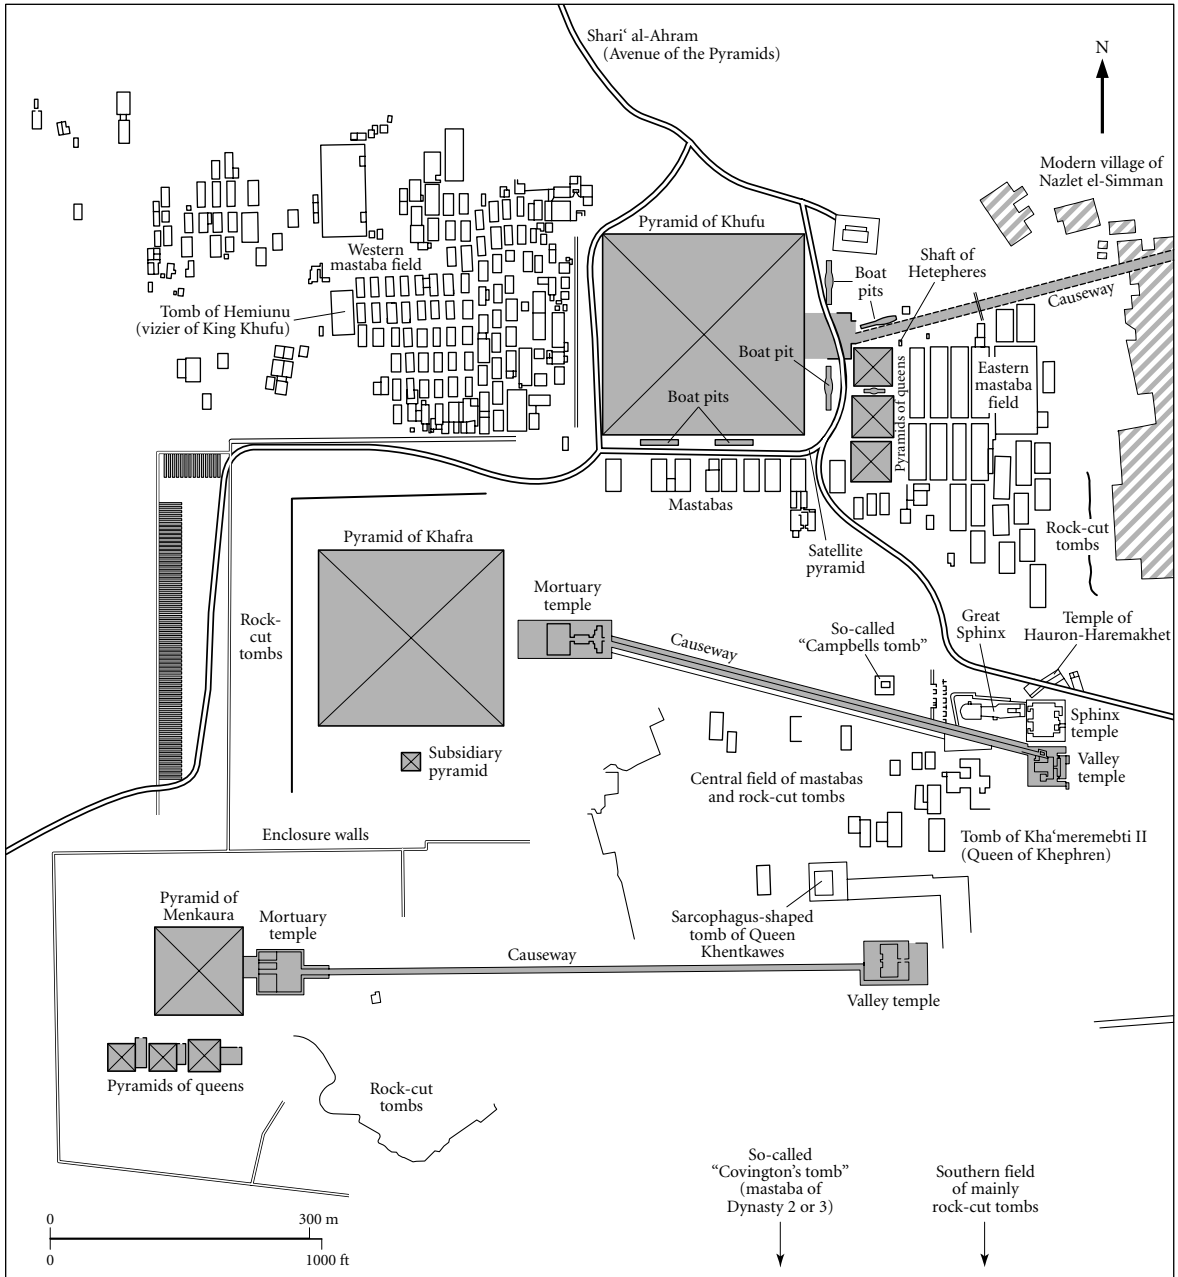 Shari‘ al-Ahram
(Avenue of the Pyramids)
N
Modern village of
Nazlet el-Simman
Pyramid of Khufu
Western
mastaba field
Shaft of
Hetepheres
Boat
pits
Causeway
Tomb of Hemiunu
(vizier of King Khufu)
Boat pit
Eastern
mastaba
field
Pyramids of queens
Boat pits
Mastabas
Rock-cut
tombs
Pyramid of Khafra
Satellite
pyramid
Mortuary
temple
Rock-
cut
tombs
Great
Sphinx
Temple of
Hauron-Haremakhet
So-called
“Campbells tomb”
Causeway
Sphinx
temple
Subsidiary
pyramid
Valley
temple
Central field of mastabas
and rock-cut tombs
Enclosure walls
Tomb of Kha‘meremebti II
(Queen of Khephren)
Pyramid of
Menkaura
Mortuary
temple
Sarcophagus-shaped
tomb of Queen
Khentkawes
Causeway
Valley temple
Pyramids of queens
Rock-cut
tombs
So-called
“Covington’s tomb”
(mastaba of
Dynasty 2 or 3)
Southern field
of mainly
rock-cut tombs
0
300 m
0
1000 ft